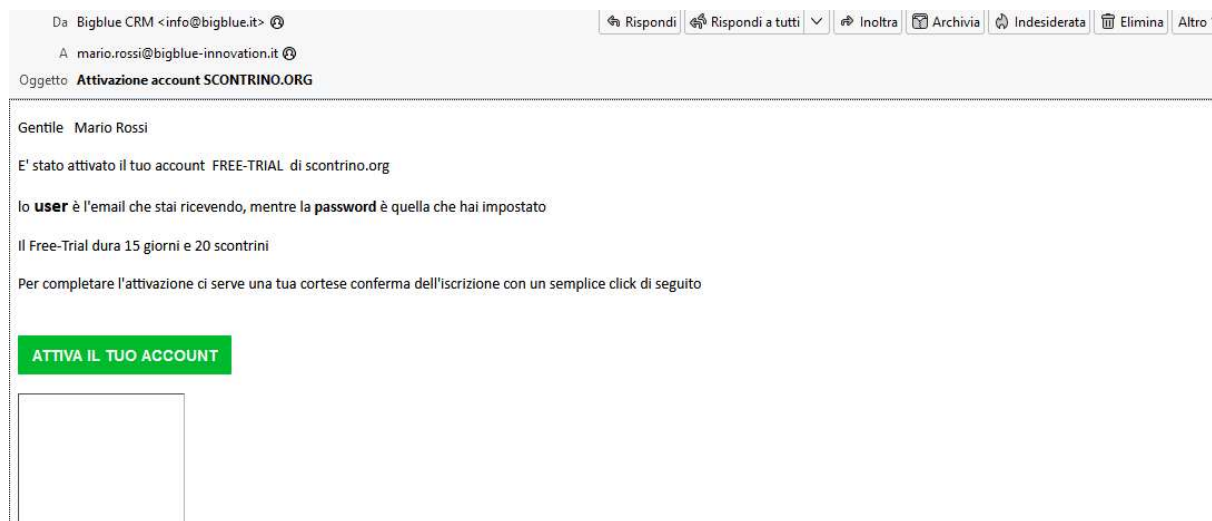 Da Bigblue CRM <info@bigblue.it>
Rispondi Rispondi a tutti Inoltra Archivia Indesiderata Elimina Altro
A mario.rossi@bigblue-innovation.it
Oggetto Attivazione account SCONTRINO.ORG
Gentile Mario Rossi
E' stato attivato il tuo account FREE-TRIAL di scontrino.org
lo user è l'email che stai ricevendo, mentre la password è quella che hai impostato
Il Free-Trial dura 15 giorni e 20 scontrini
Per completare l'attivazione ci serve una tua cortese conferma dell'iscrizione con un semplice click di seguito
ATTIVA IL TUO ACCOUNT